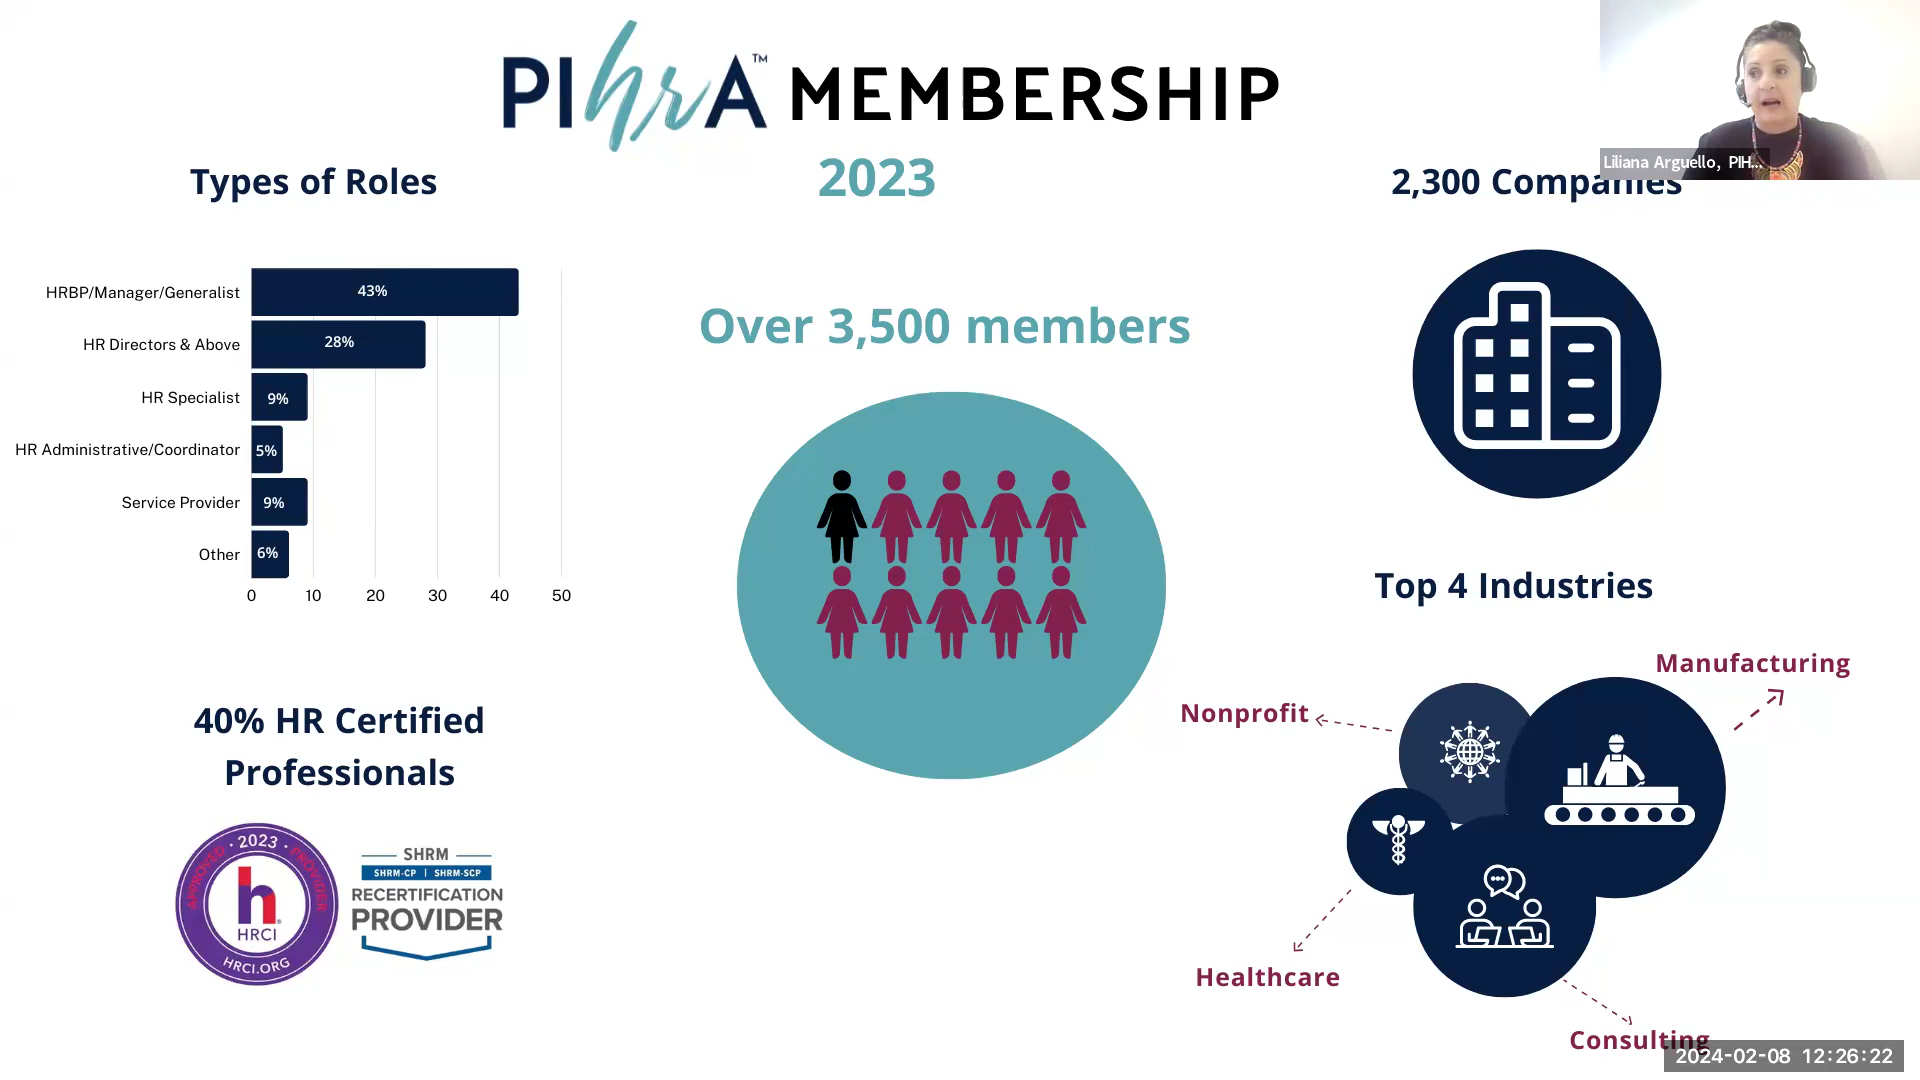 PIhrA™ MEMBERSHIP
2023
Liliana Arguello, PIH...
Types of Roles
HRBP/Manager/Generalist
43%
HR Directors & Above
28%
HR Specialist
9%
HR Administrative/Coordinator
5%
Service Provider
9%
Other
6%
0 10 20 30 40 50
40% HR Certified
Professionals
APPROVED · 2023 · PROVIDER
h
HRCI
HRCI.ORG
SHRM
SHRM-CP | SHRM-SCP
RECERTIFICATION
PROVIDER
Over 3,500 members
2,300 Companies
Top 4 Industries
Manufacturing
Nonprofit
Healthcare
Consulting
2024-02-08 12:26:22